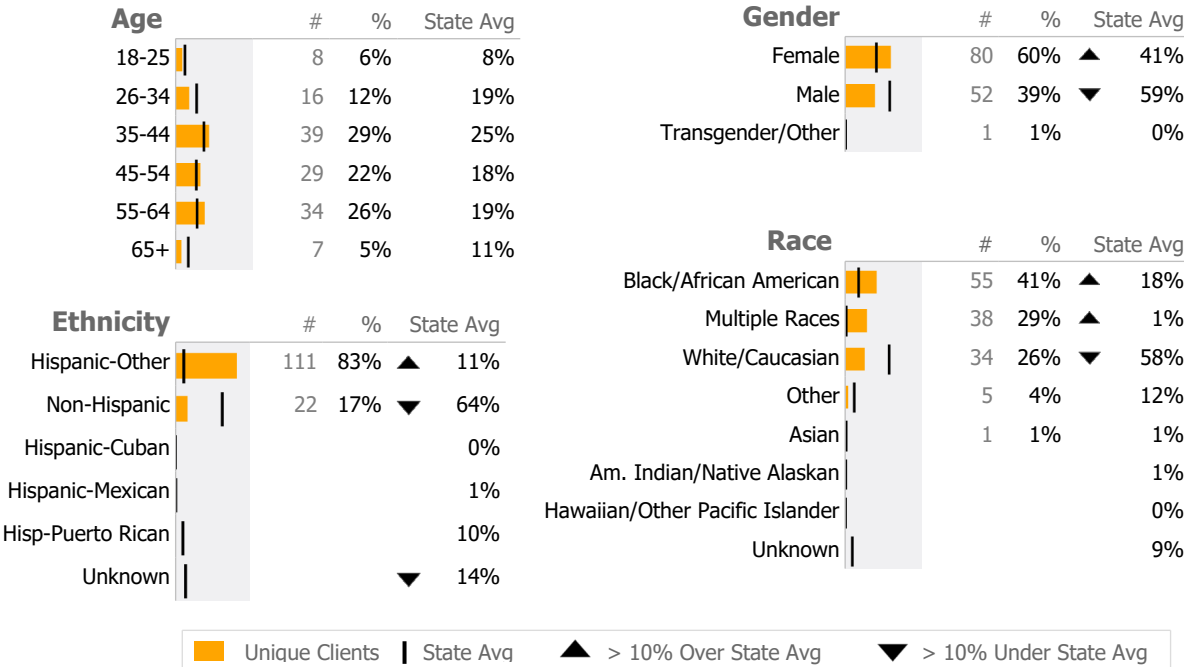 Age # % State Avg
18-25 8 6% 8%
26-34 16 12% 19%
35-44 39 29% 25%
45-54 29 22% 18%
55-64 34 26% 19%
65+ 7 5% 11%
Ethnicity # % State Avg
Hispanic-Other 111 83% ▲ 11%
Non-Hispanic 22 17% ▼ 64%
Hispanic-Cuban 0%
Hispanic-Mexican 1%
Hisp-Puerto Rican 10%
Unknown ▼ 14%
Gender # % State Avg
Female 80 60% ▲ 41%
Male 52 39% ▼ 59%
Transgender/Other 1 1% 0%
Race # % State Avg
Black/African American 55 41% ▲ 18%
Multiple Races 38 29% ▲ 1%
White/Caucasian 34 26% ▼ 58%
Other 5 4% 12%
Asian 1 1% 1%
Am. Indian/Native Alaskan 1%
Hawaiian/Other Pacific Islander 0%
Unknown 9%
Unique Clients State Avg ▲ > 10% Over State Avg ▼ > 10% Under State Avg